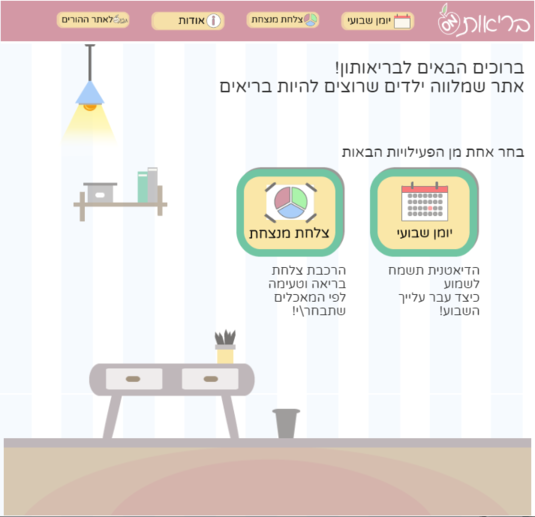 בריאותON
יומן שבועי
צלחת מנצחת
אודות
לאתר ההורים
ברוכים הבאים לבריאותון!
אתר שמלווה ילדים שרוצים להיות בריאים
בחר אחת מן הפעילויות הבאות
יומן שבועי
הדיאטנית תשמח
לשמוע
כיצד עבר עלייך
השבוע!
צלחת מנצחת
הרכבת צלחת
בריאה וטעימה
לפי המאכלים
שתבחר\י!